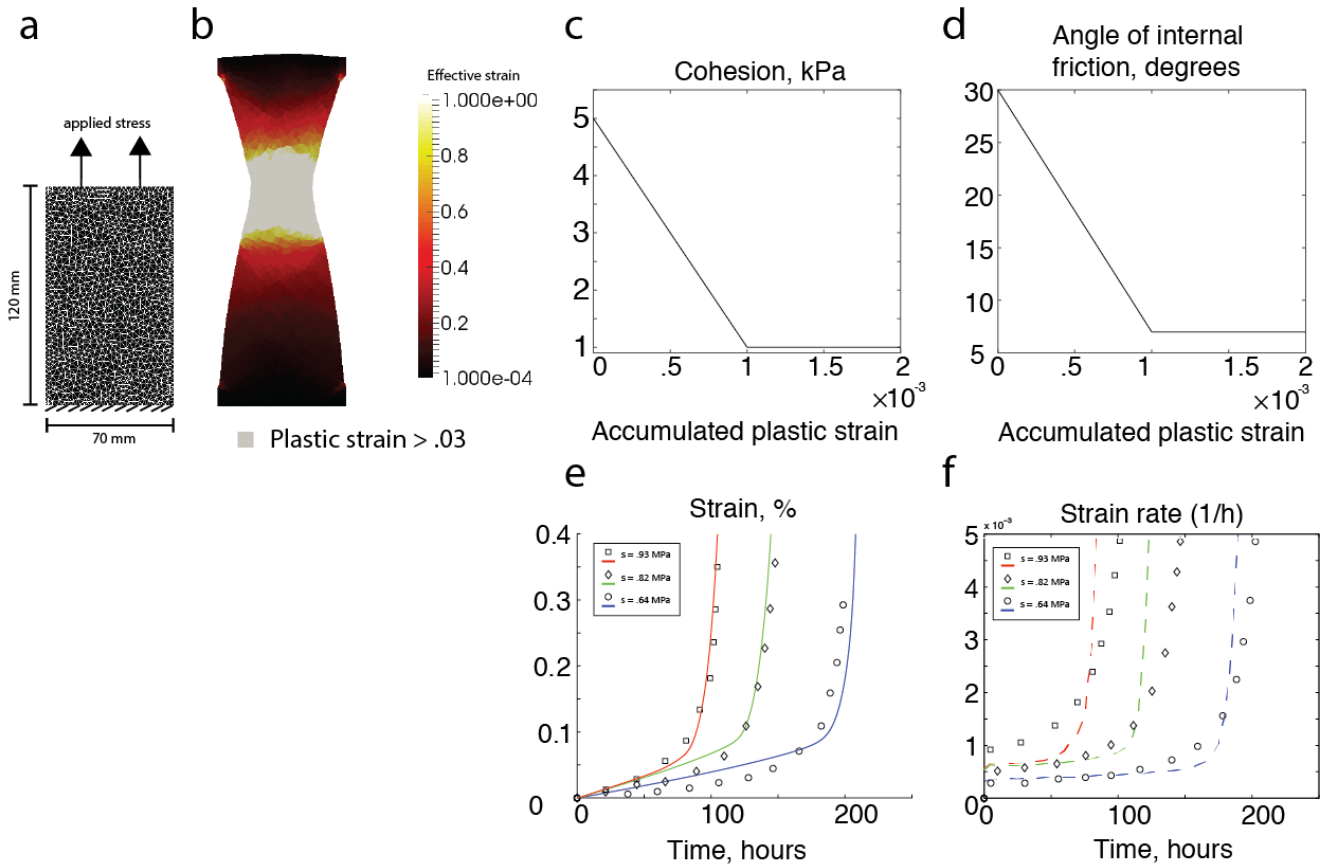 a
applied stress
120 mm
70 mm
b
Effective strain
1.000e+00
0.8
0.6
0.4
0.2
1.000e-04
Plastic strain > .03
c
Cohesion, kPa
5
4
3
2
1
0 .5 1 1.5 2
×10⁻³
Accumulated plastic strain
d
Angle of internal
friction, degrees
30
25
20
15
10
5
0 .5 1 1.5 2
×10⁻³
Accumulated plastic strain
e
Strain, %
0.4
0.3
0.2
0.1
0
s = .93 MPa
s = .82 MPa
s = .64 MPa
0 100 200
Time, hours
f
Strain rate (1/h)
5 x 10⁻³
4
3
2
1
0
s = .93 MPa
s = .82 MPa
s = .64 MPa
0 100 200
Time, hours